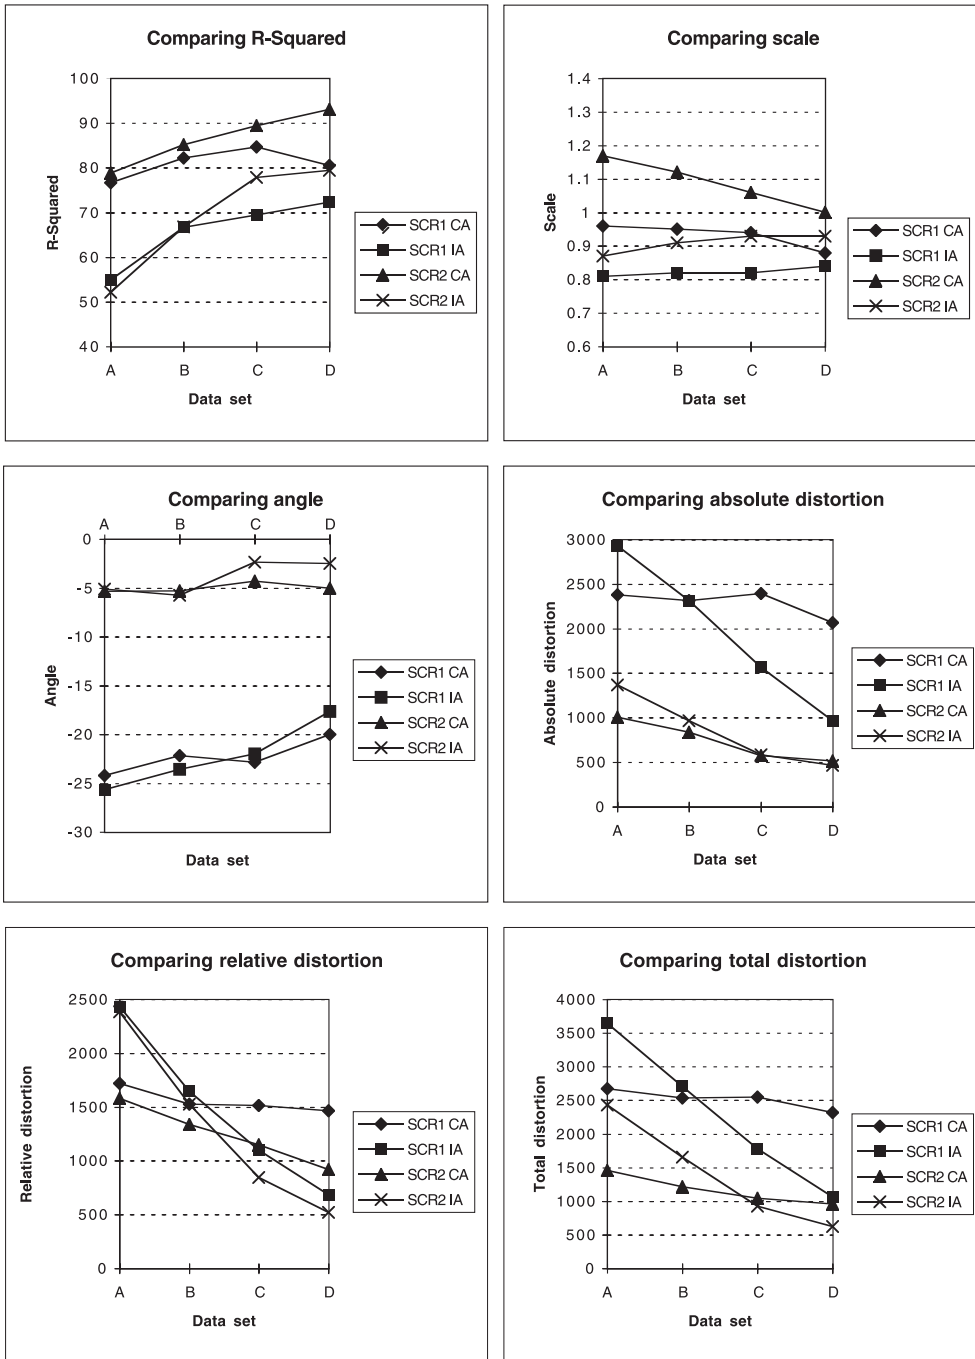 Comparing R-Squared
R-Squared
100
90
80
70
60
50
40
A B C D
Data set
SCR1 CA
SCR1 IA
SCR2 CA
SCR2 IA
Comparing scale
Scale
1.4
1.3
1.2
1.1
1
0.9
0.8
0.7
0.6
A B C D
Data set
SCR1 CA
SCR1 IA
SCR2 CA
SCR2 IA
Comparing angle
A B C D
Angle
0
-5
-10
-15
-20
-25
-30
Data set
SCR1 CA
SCR1 IA
SCR2 CA
SCR2 IA
Comparing absolute distortion
Absolute distortion
3000
2500
2000
1500
1000
500
0
A B C D
Data set
SCR1 CA
SCR1 IA
SCR2 CA
SCR2 IA
Comparing relative distortion
Relative distortion
2500
2000
1500
1000
500
0
A B C D
Data set
SCR1 CA
SCR1 IA
SCR2 CA
SCR2 IA
Comparing total distortion
Total distortion
4000
3500
3000
2500
2000
1500
1000
500
0
A B C D
Data set
SCR1 CA
SCR1 IA
SCR2 CA
SCR2 IA